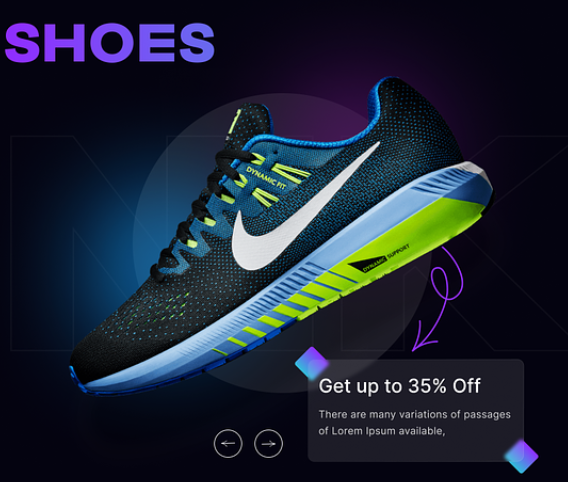 SHOES
DYNAMIC FIT
DYNAMIC SUPPORT
Get up to 35% Off
There are many variations of passages
of Lorem Ipsum available,